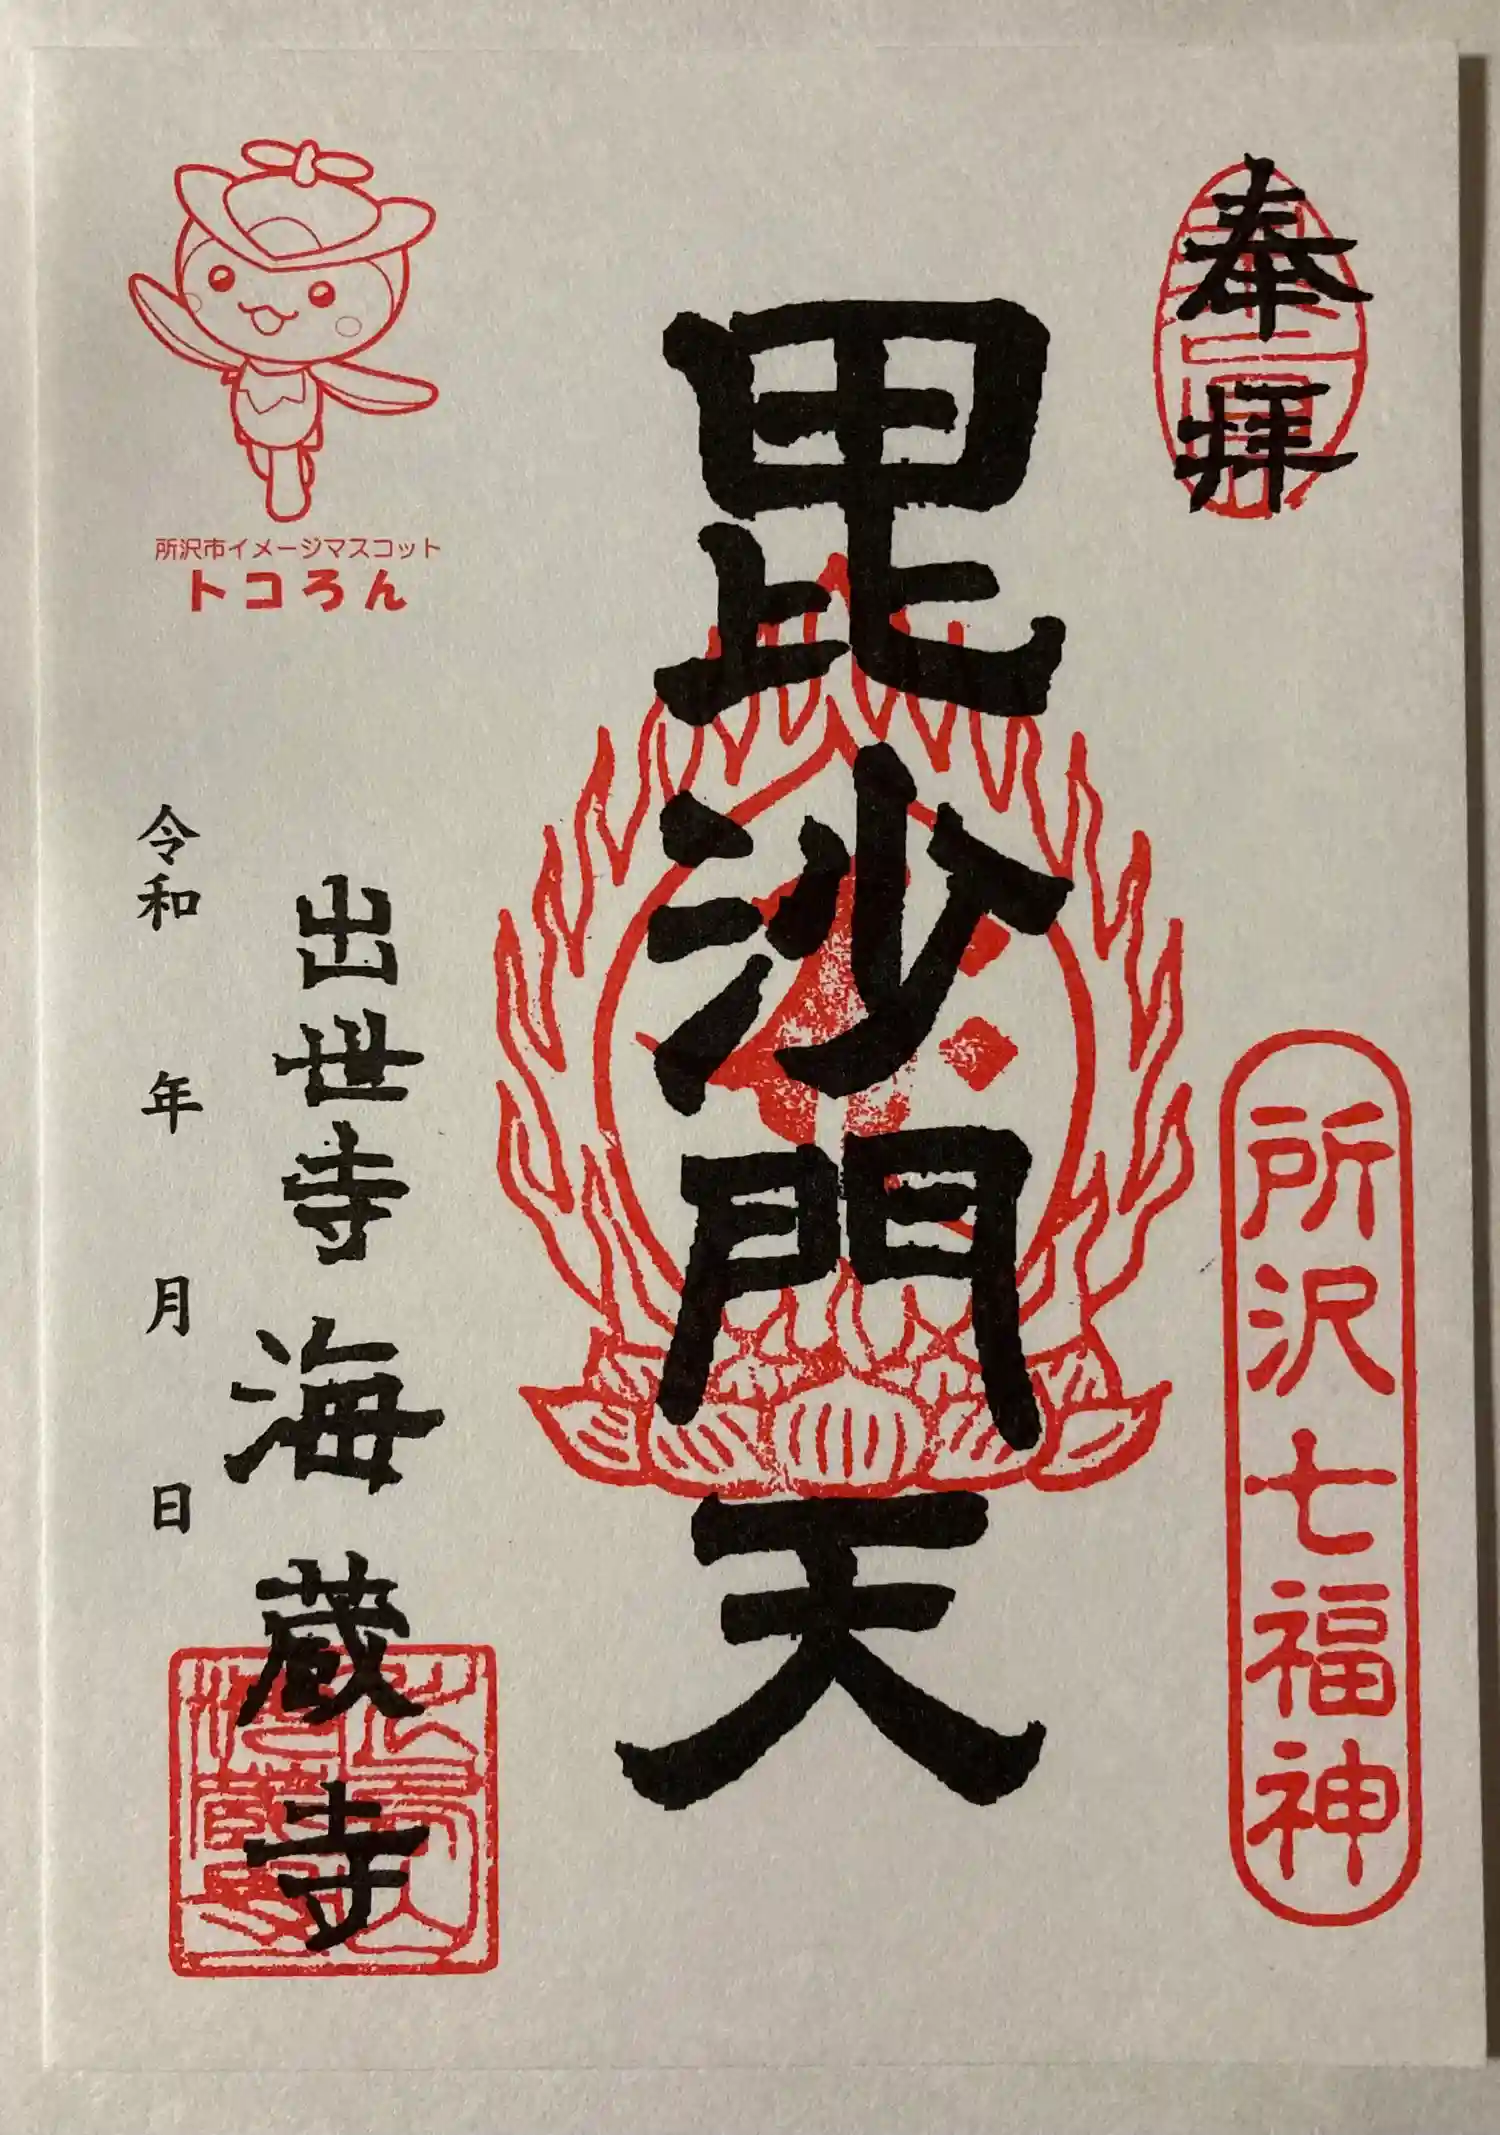 奉拝
所沢七福神
毘沙門天
出世寺 海蔵寺
令和 年 月 日
所沢市イメージマスコット
トコろん